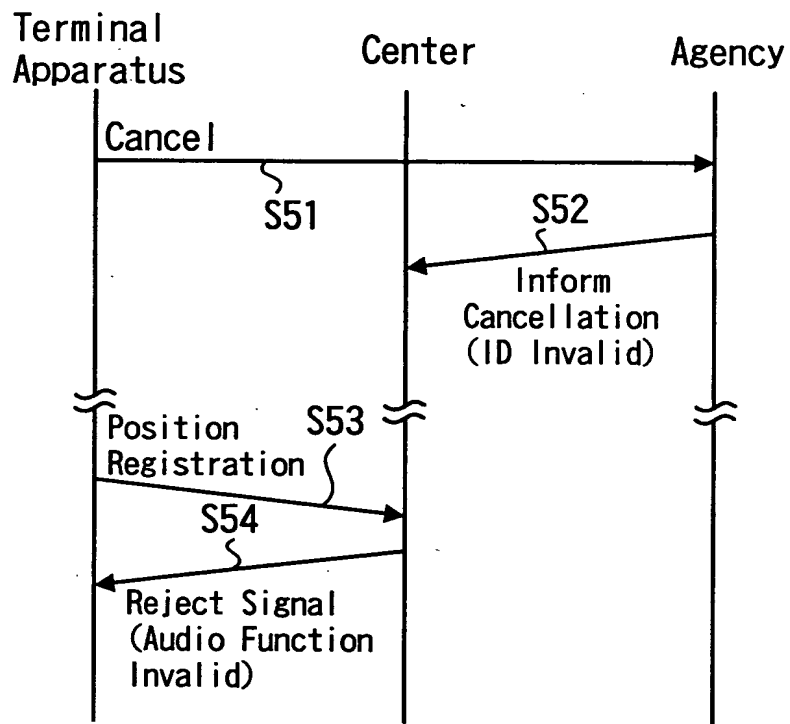 Terminal
Apparatus
Center
Agency
Cancel
S51
S52
Inform
Cancellation
(ID Invalid)
Position
Registration
S53
S54
Reject Signal
(Audio Function
Invalid)